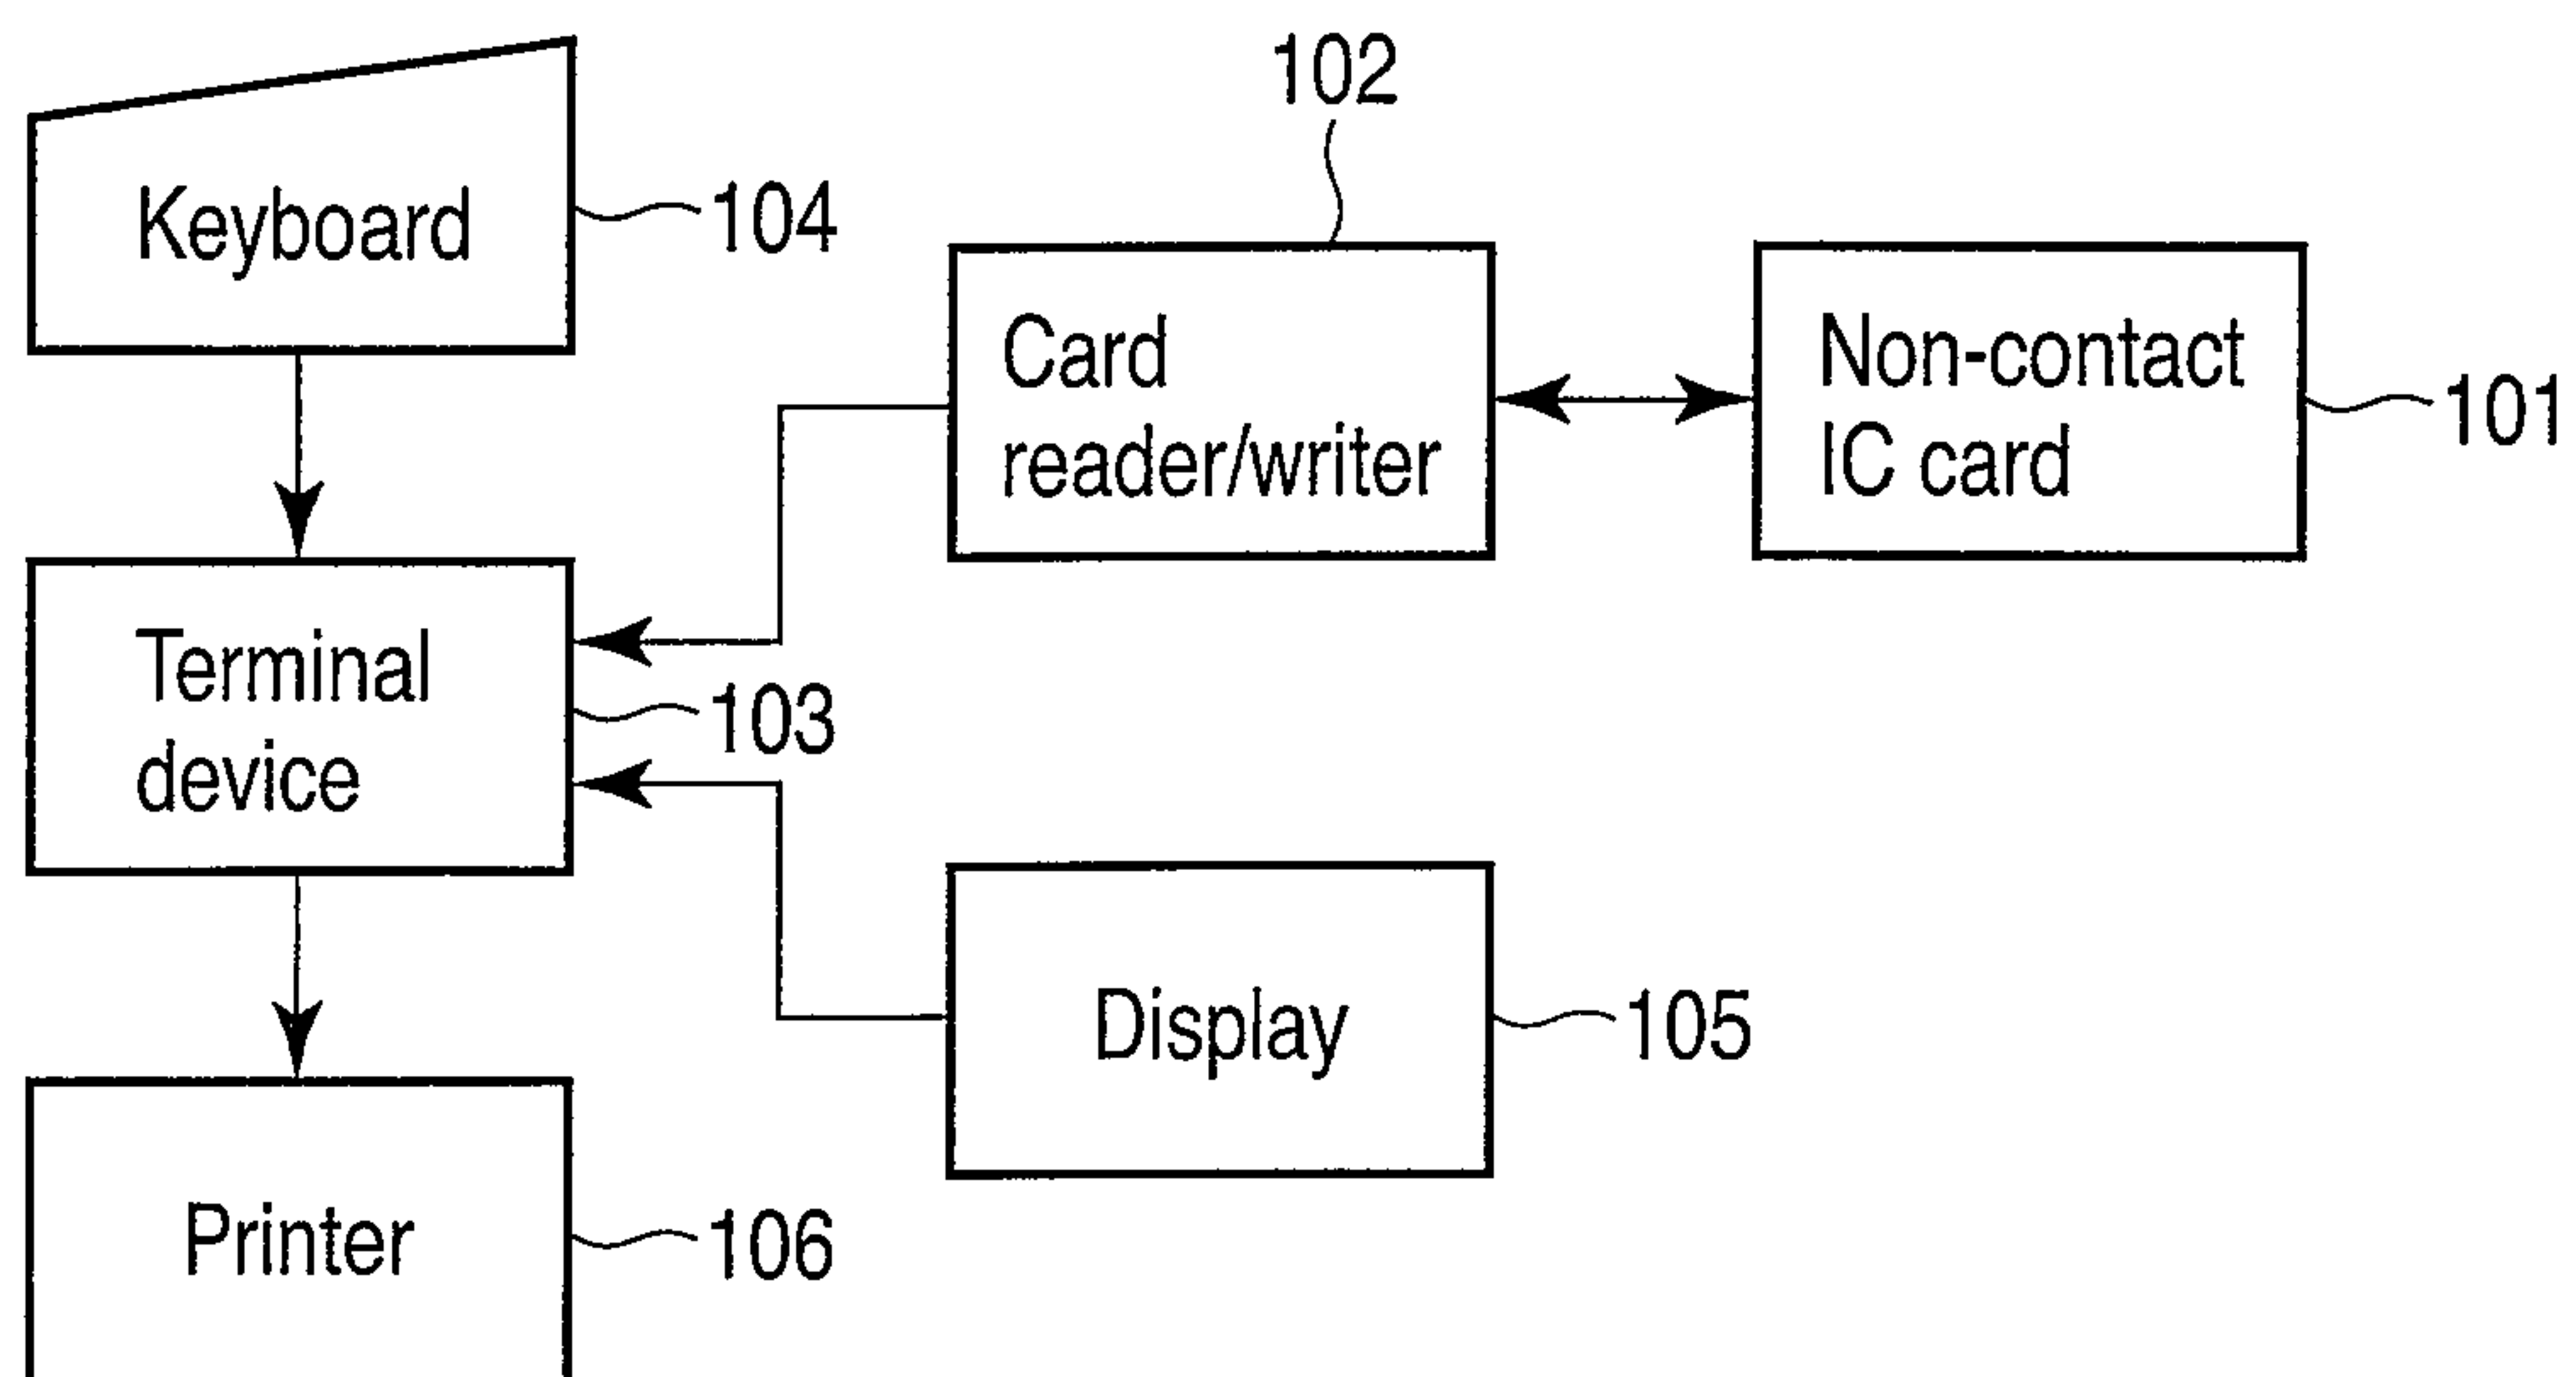 102
Keyboard
104
Card
reader/writer
Non-contact
IC card
101
Terminal
device
103
Display
105
Printer
106